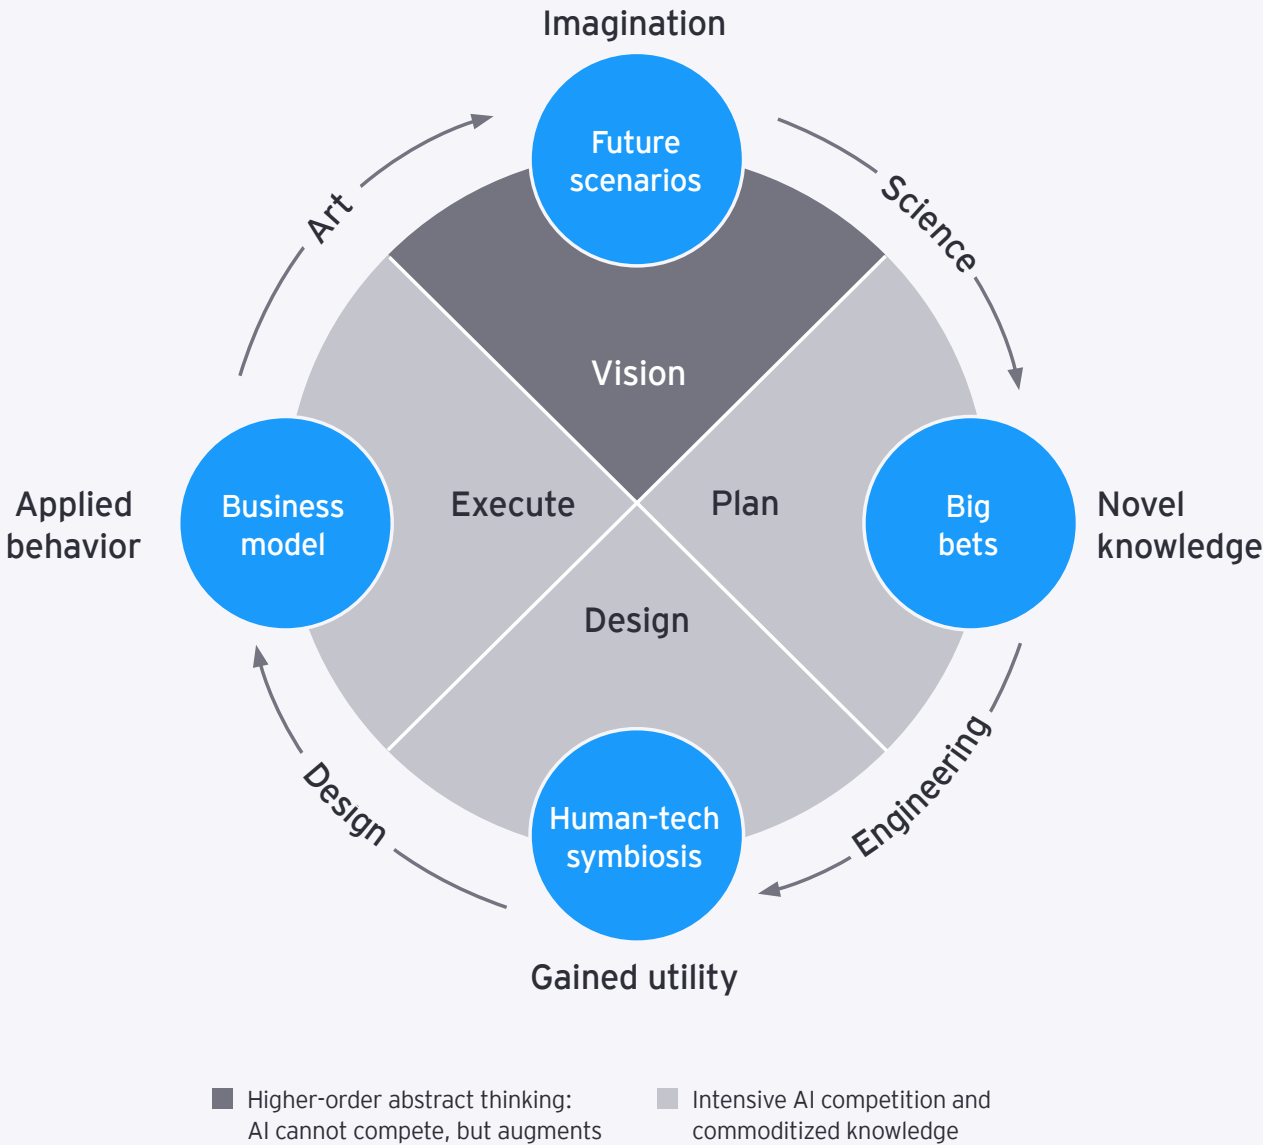 Imagination
Future
scenarios
Art
Science
Vision
Applied
behavior
Business
model
Execute
Plan
Big
bets
Novel
knowledge
Design
Design
Engineering
Human-tech
symbiosis
Gained utility
Higher-order abstract thinking:
AI cannot compete, but augments
Intensive AI competition and
commoditized knowledge